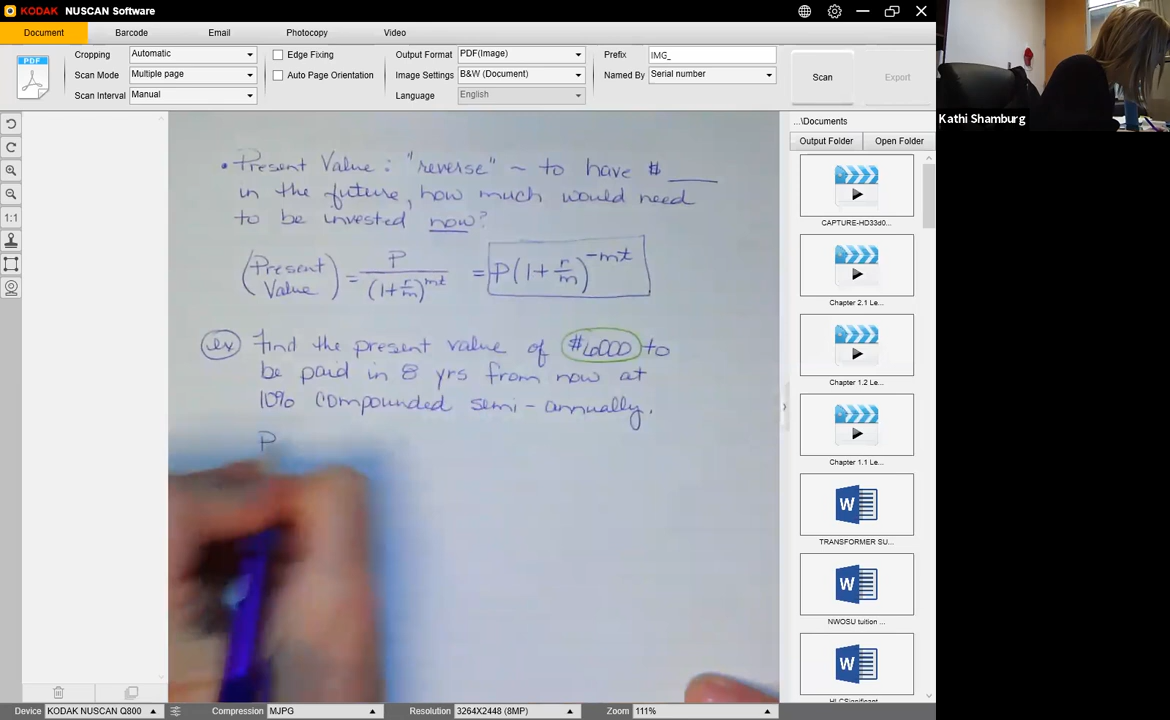 KODAK NUSCAN Software
Document
Barcode
Email
Photocopy
Video
PDF
Cropping
Automatic
Scan Mode
Multiple page
Scan Interval
Manual
Edge Fixing
Auto Page Orientation
Output Format
PDF(Image)
Image Settings
B&W (Document)
Language
English
Prefix
IMG_
Named By
Serial number
Scan
Export
Kathi Shamburg
1:1
• Present Value: "reverse" ~ to have $ ____
in the future, how much would need
to be invested now?
(Present Value) = P/(1+r/m)^mt = P(1+r/m)^-mt
ex Find the present value of $6000 to
be paid in 8 yrs from now at
10% compounded semi-annually.
P
...\Documents
Output Folder
Open Folder
CAPTURE-HD33d0...
Chapter 2.1 Le...
Chapter 1.2 Le...
Chapter 1.1 Le...
TRANSFORMER SU...
NWOSU tuition ...
HLCSignificant
Device
KODAK NUSCAN Q800
Compression
MJPG
Resolution
3264X2448 (8MP)
Zoom
111%